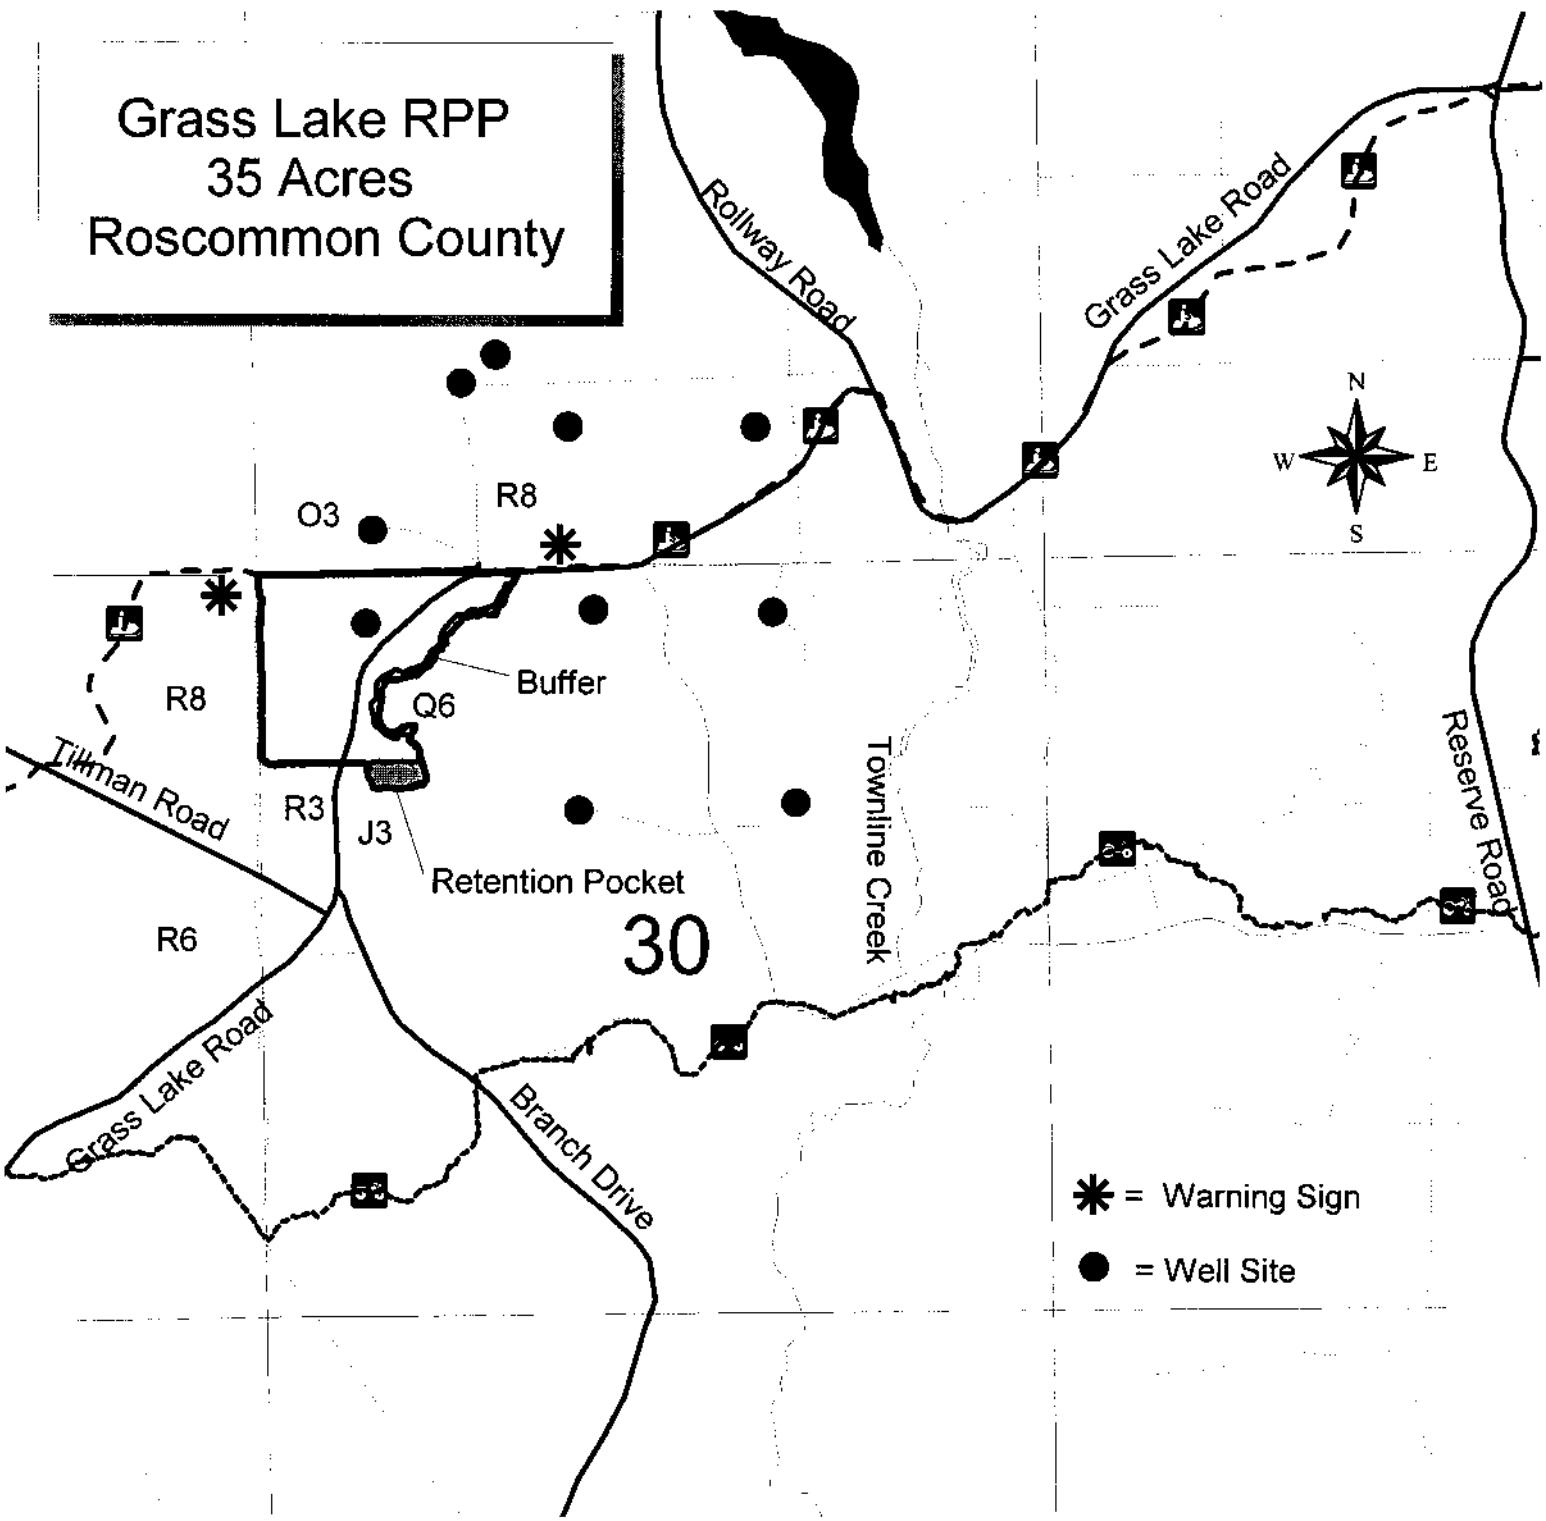 Grass Lake RPP
35 Acres
Roscommon County
Rollway Road
Grass Lake Road
N
W E
S
R8
O3
R8
Buffer
Q6
Tillman Road
R3
J3
Retention Pocket
Townline Creek
Reserve Road
R6
30
Grass Lake Road
Branch Drive
= Warning Sign
= Well Site